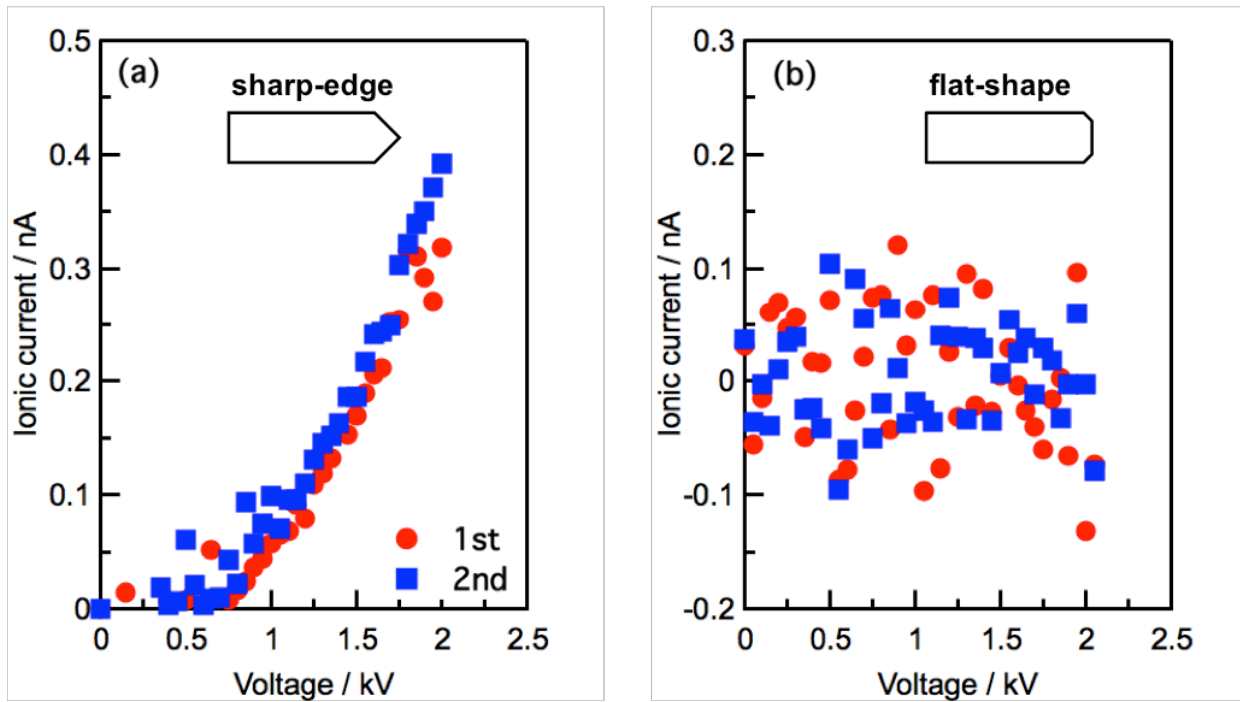 (a)
sharp-edge
0.5
0.4
0.3
0.2
0.1
0
Ionic current / nA
1st
2nd
0 0.5 1 1.5 2 2.5
Voltage / kV
(b)
flat-shape
0.3
0.2
0.1
0
-0.1
-0.2
Ionic current / nA
0 0.5 1 1.5 2 2.5
Voltage / kV